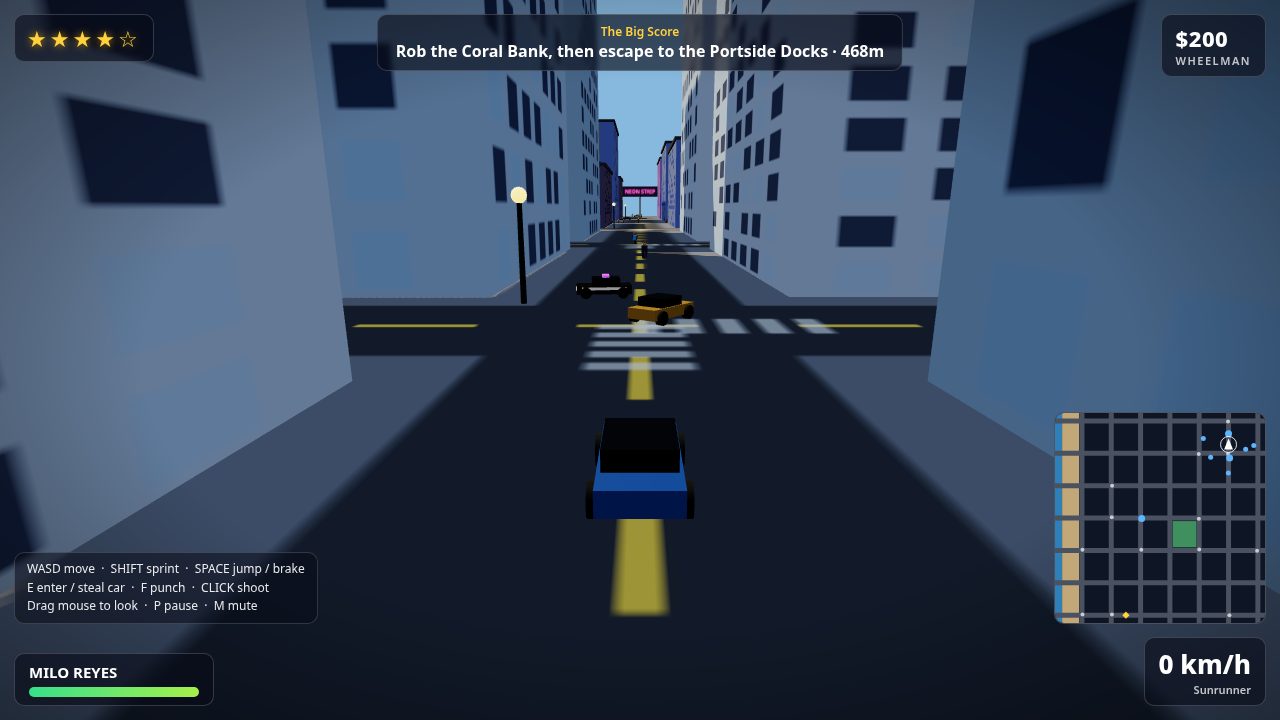 ★★★★☆
The Big Score
Rob the Coral Bank, then escape to the Portside Docks · 468m
$200
WHEELMAN
NEON STRIP
WASD move · SHIFT sprint · SPACE jump / brake
E enter / steal car · F punch · CLICK shoot
Drag mouse to look · P pause · M mute
MILO REYES
0 km/h
Sunrunner